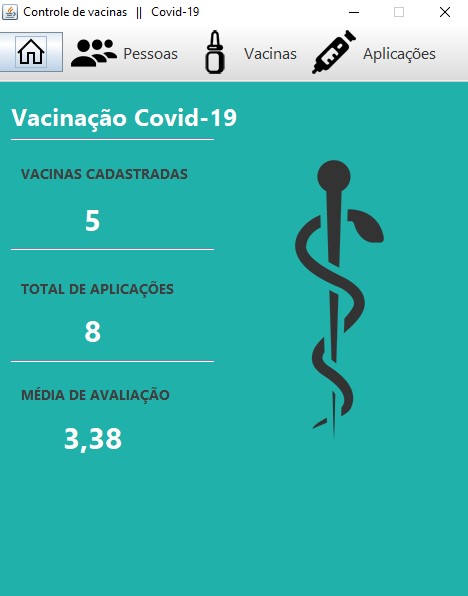 Controle de vacinas || Covid-19
Pessoas Vacinas Aplicações
Vacinação Covid-19
VACINAS CADASTRADAS
5
TOTAL DE APLICAÇÕES
8
MÉDIA DE AVALIAÇÃO
3,38